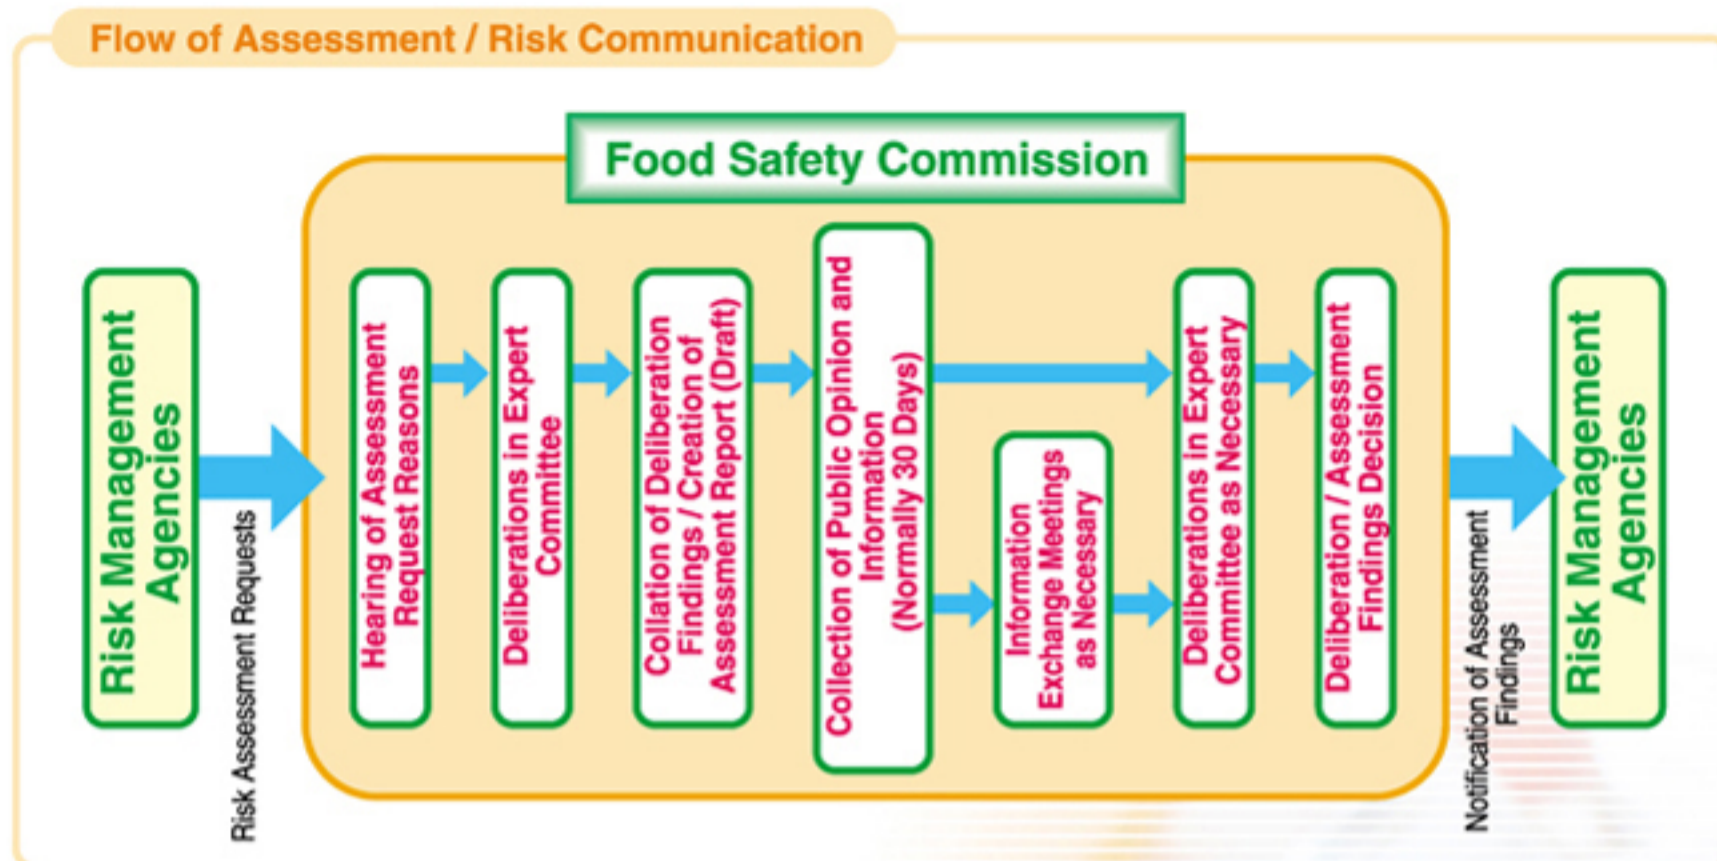 Flow of Assessment / Risk Communication
Food Safety Commission
Risk Management
Agencies
Risk Assessment Requests
Hearing of Assessment
Request Reasons
Deliberations in Expert
Committee
Collation of Deliberation
Findings / Creation of
Assessment Report (Draft)
Collection of Public Opinion and
Information
(Normally 30 Days)
Information
Exchange Meetings
as Necessary
Deliberations in Expert
Committee as Necessary
Deliberation / Assessment
Findings Decision
Notification of Assessment
Findings
Risk Management
Agencies